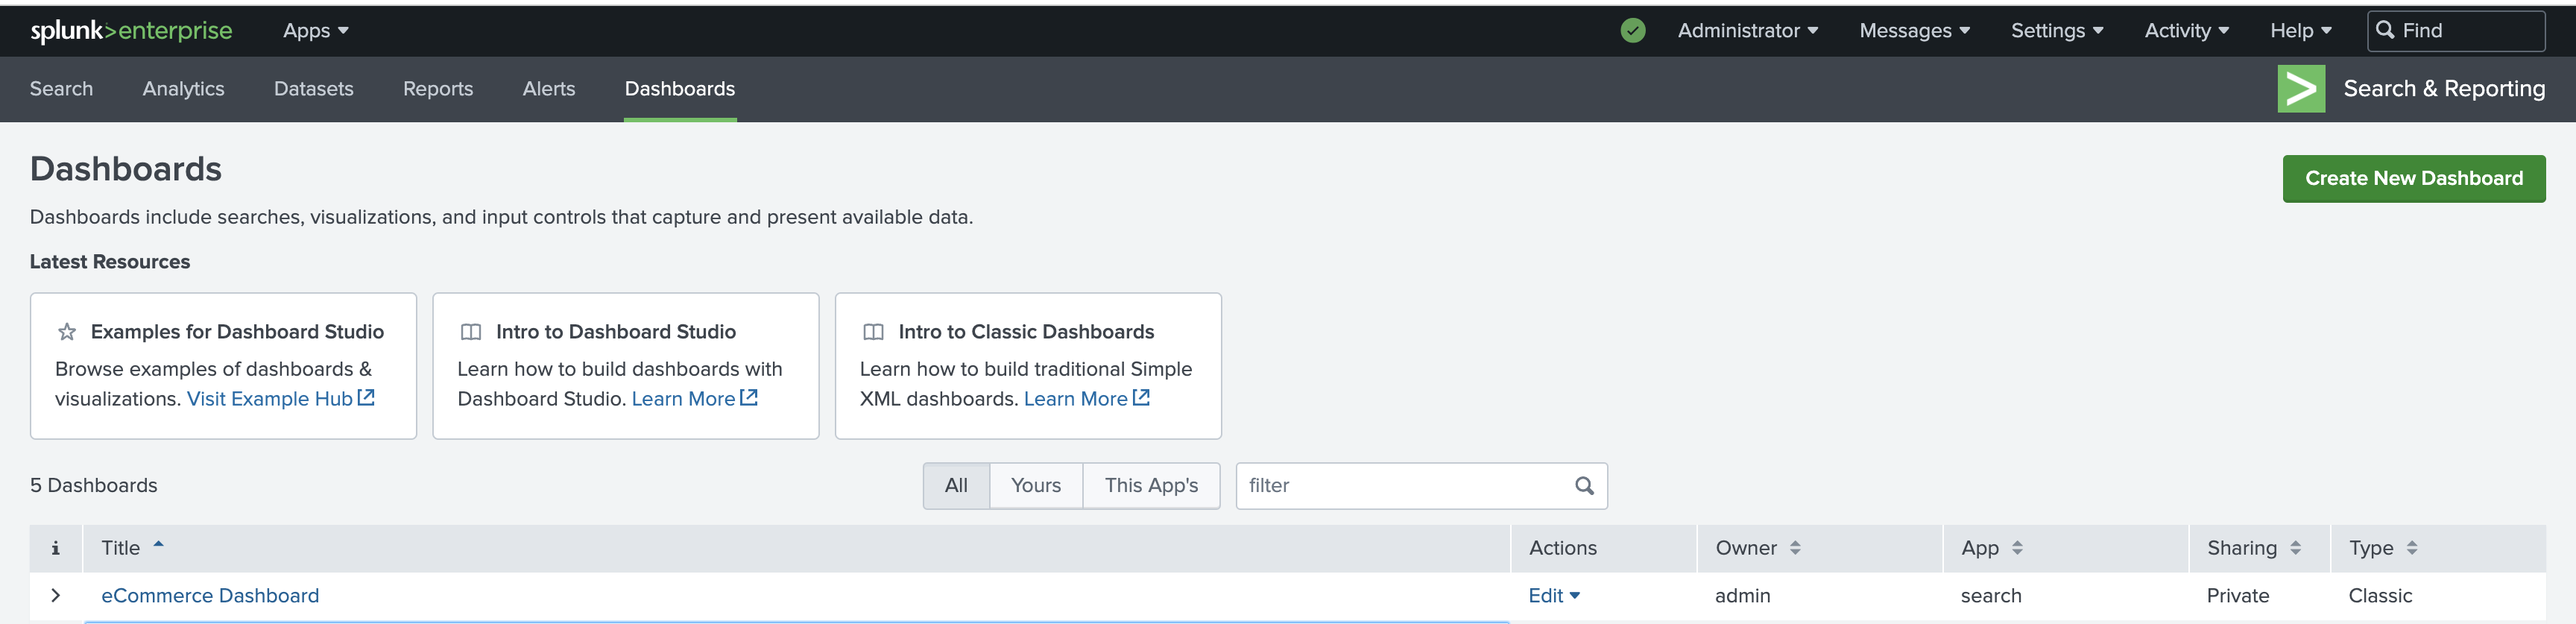 splunk>enterprise Apps Administrator Messages Settings Activity Help Find
Search Analytics Datasets Reports Alerts Dashboards Search & Reporting
Dashboards
Create New Dashboard
Dashboards include searches, visualizations, and input controls that capture and present available data.
Latest Resources
Examples for Dashboard Studio
Browse examples of dashboards &
visualizations. Visit Example Hub
Intro to Dashboard Studio
Learn how to build dashboards with
Dashboard Studio. Learn More
Intro to Classic Dashboards
Learn how to build traditional Simple
XML dashboards. Learn More
5 Dashboards All Yours This App's filter
i Title Actions Owner App Sharing Type
eCommerce Dashboard Edit admin search Private Classic